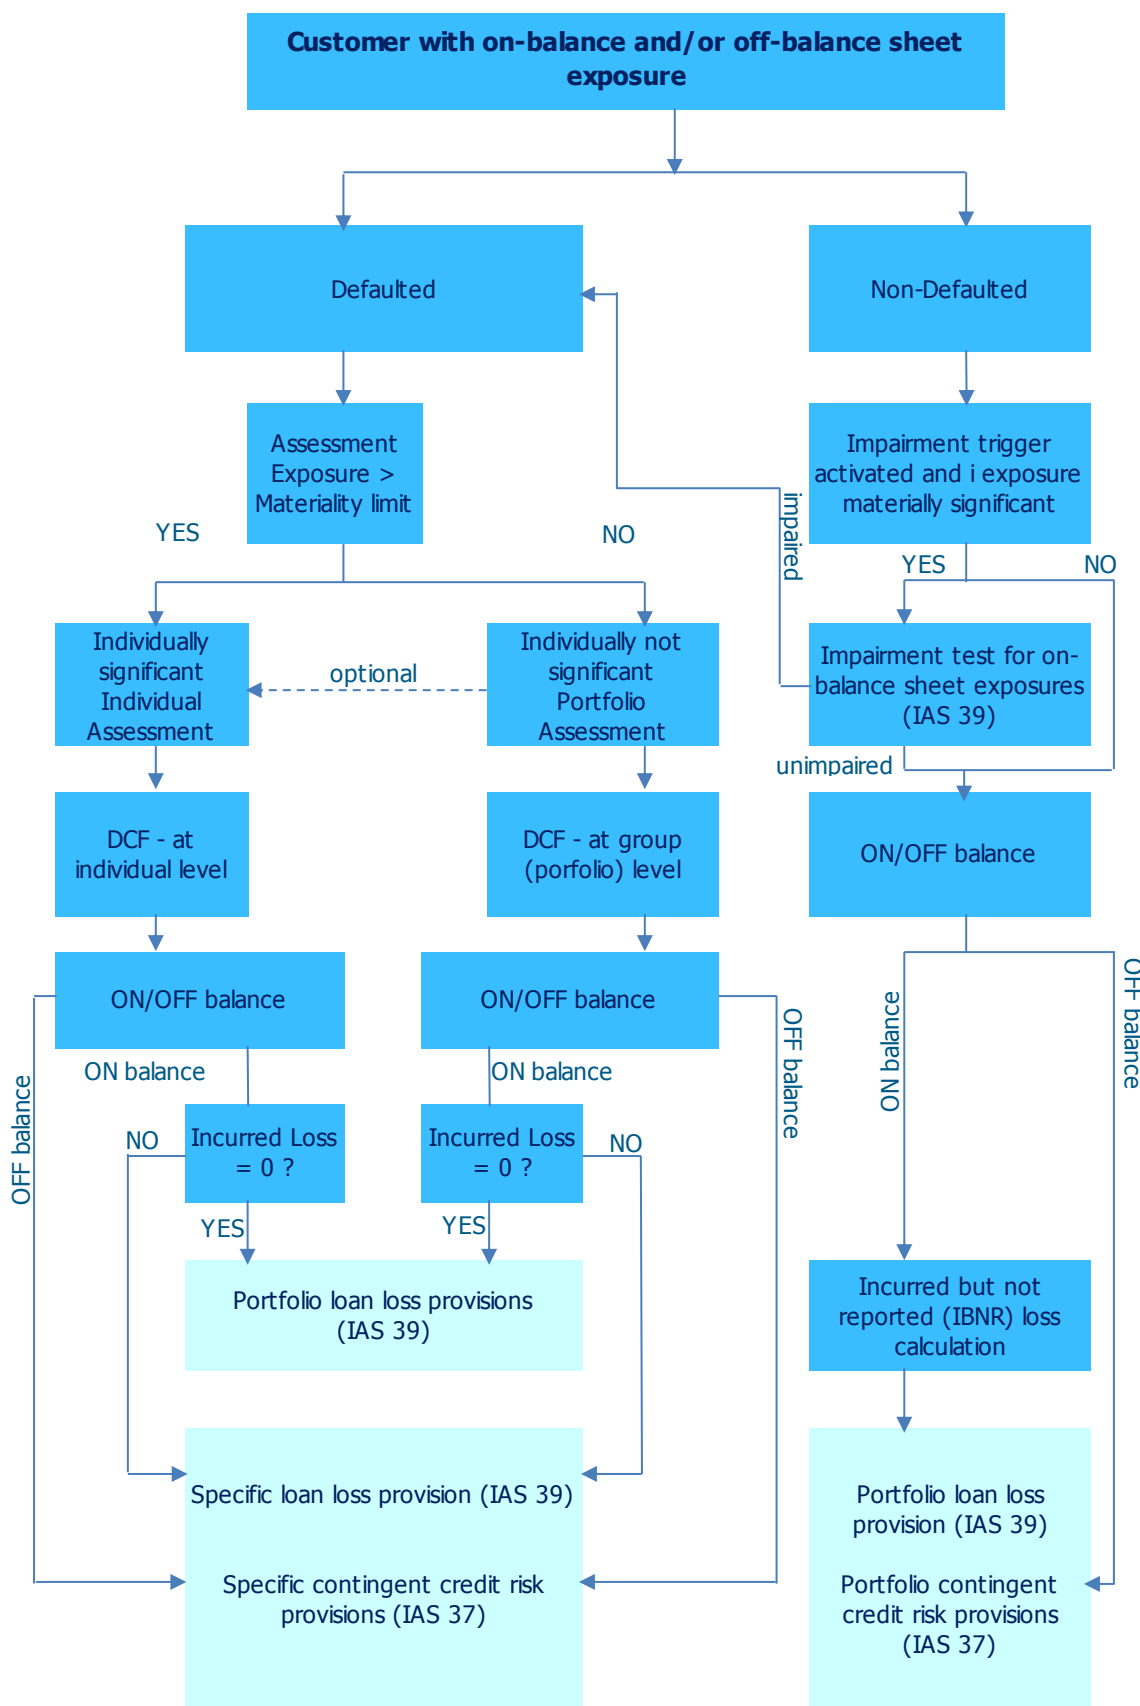 Customer with on-balance and/or off-balance sheet
exposure
Defaulted
Non-Defaulted
Assessment
Exposure >
Materiality limit
Impairment trigger
activated and i exposure
materially significant
impaired
YES
NO
YES
NO
Individually
significant
Individual
Assessment
optional
Individually not
significant
Portfolio
Assessment
Impairment test for on-
balance sheet exposures
(IAS 39)
unimpaired
DCF - at
individual level
DCF - at group
(porfolio) level
ON/OFF balance
ON/OFF balance
ON/OFF balance
OFF balance
ON balance
ON balance
OFF balance
ON balance
OFF balance
NO
Incurred Loss
= 0 ?
Incurred Loss
= 0 ?
NO
YES
YES
Portfolio loan loss provisions
(IAS 39)
Incurred but not
reported (IBNR) loss
calculation
Specific loan loss provision (IAS 39)
Specific contingent credit risk
provisions (IAS 37)
Portfolio loan loss
provision (IAS 39)
Portfolio contingent
credit risk provisions
(IAS 37)